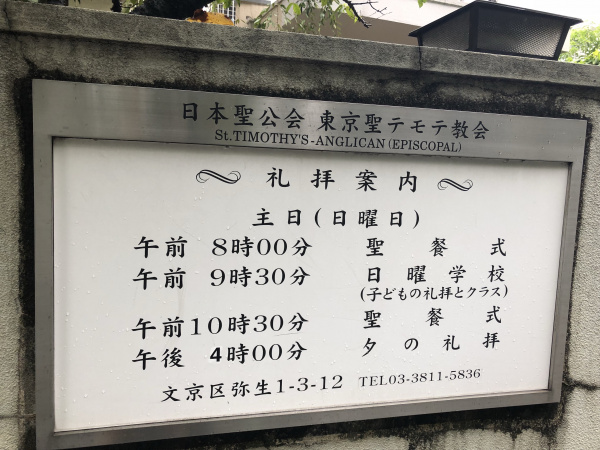 日本聖公会 東京聖テモテ教会
St.TIMOTHY'S-ANGLICAN (EPISCOPAL)
礼拝案内
主日(日曜日)
午前 8時00分 聖餐式
午前 9時30分 日曜学校
(子どもの礼拝とクラス)
午前10時30分 聖餐式
午後 4時00分 夕の礼拝
文京区弥生1-3-12 TEL03-3811-5836